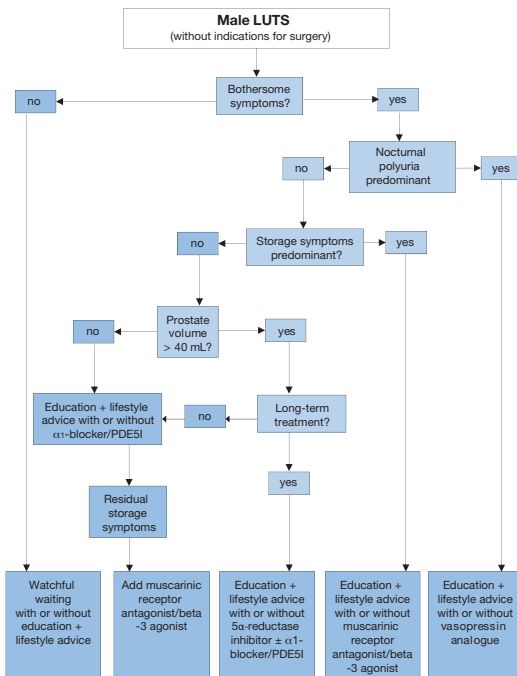 Male LUTS
(without indications for surgery)
Bothersome
symptoms?
no
yes
Nocturnal
polyuria
predominant
no
yes
Storage symptoms
predominant?
no
yes
Prostate
volume
> 40 mL?
no
yes
Education + lifestyle
advice with or without
α1-blocker/PDE5I
no
Long-term
treatment?
yes
Residual
storage
symptoms
Watchful
waiting
with or without
education +
lifestyle advice
Add muscarinic
receptor
antagonist/beta
-3 agonist
Education +
lifestyle advice
with or without
5α-reductase
inhibitor ± α1-
blocker/PDE5I
Education +
lifestyle advice
with or without
muscarinic
receptor
antagonist/beta
-3 agonist
Education +
lifestyle advice
with or without
vasopressin
analogue